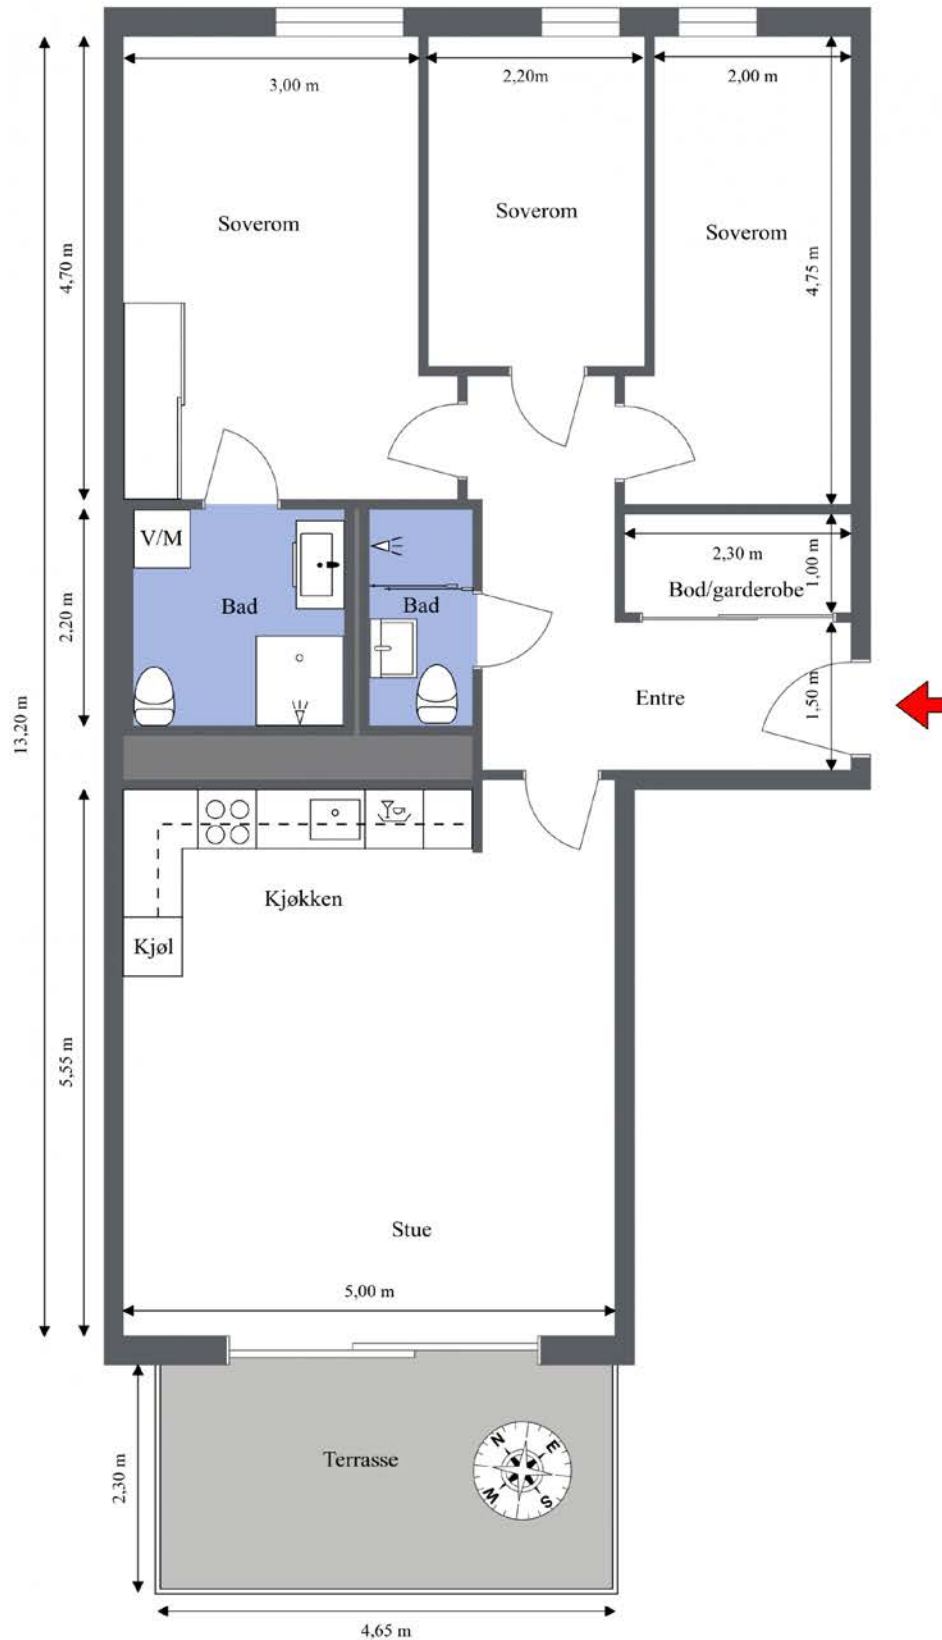 3,00 m
2,20m
2,00 m
Soverom
Soverom
Soverom
4,70 m
4,75 m
V/M
Bad
Bad
2,30 m
1,00 m
Bod/garderobe
2,20 m
13,20 m
Entre
1,50 m
Kjøkken
Kjøl
5,55 m
Stue
5,00 m
Terrasse
N
E
W
S
2,30 m
4,65 m